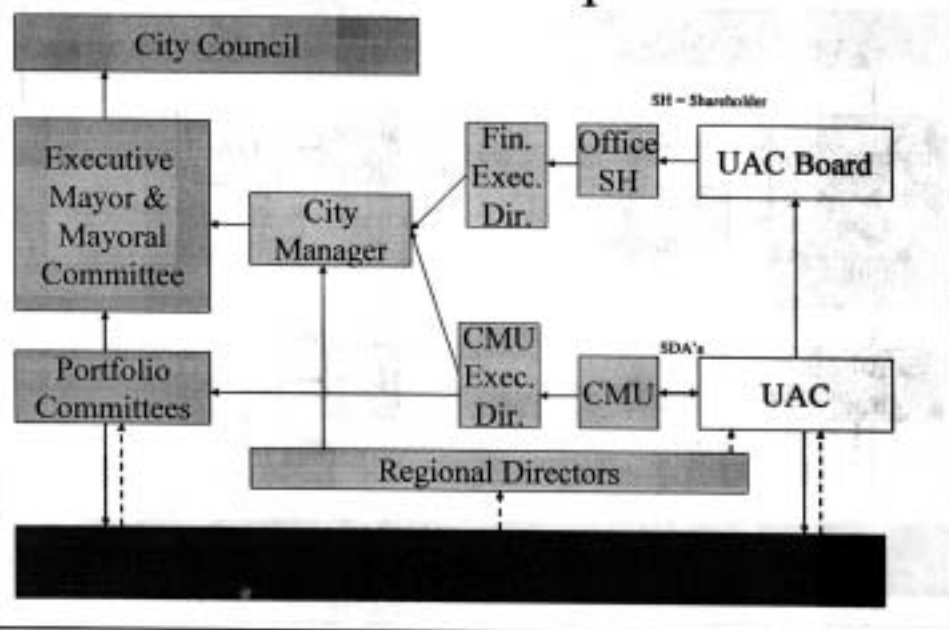 City Council
SH = Shareholder
Executive
Mayor &
Mayoral
Committee
City
Manager
Fin.
Exec.
Dir.
Office
SH
UAC Board
Portfolio
Committees
CMU
Exec.
Dir.
CMU
SDA's
UAC
Regional Directors